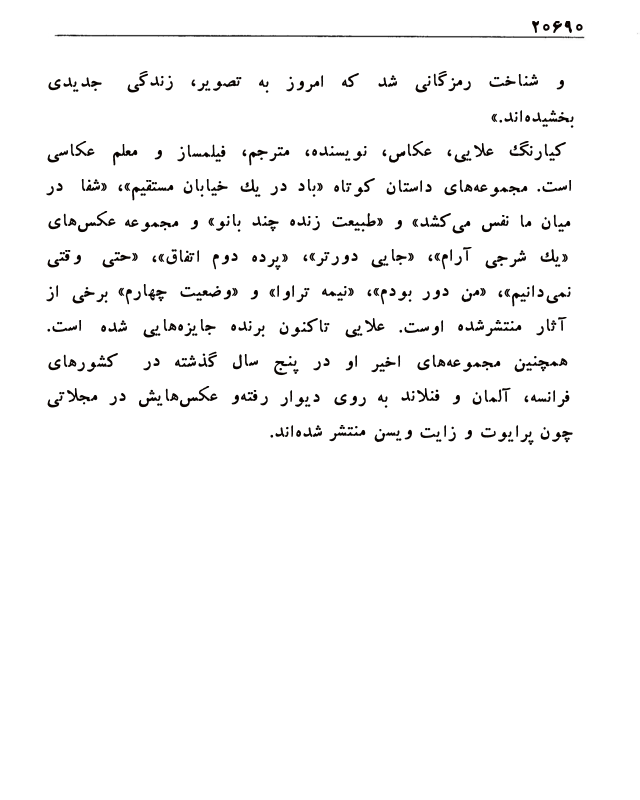 ۲۰۶۹۰
و شناخت رمزگانی شد که امروز به تصویر، زندگی جدیدی
بخشیده‌اند.»
کیارنگ علایی، عکاس، نویسنده، مترجم، فیلمساز و معلم عکاسی
است. مجموعه‌های داستان کوتاه «باد در یك خیابان مستقیم»، «شفا در
میان ما نفس می‌کشد» و «طبیعت زنده چند بانو» و مجموعه عکس‌های
«یك شرجی آرام»، «جایی دورتر»، «پرده دوم اتفاق»، «حتی وقتی
نمی‌دانیم»، «من دور بودم»، «نیمه تراوا» و «وضعیت چهارم» برخی از
آثار منتشرشده اوست. علایی تاکنون برنده جایزه‌هایی شده است.
همچنین مجموعه‌های اخیر او در پنج سال گذشته در کشورهای
فرانسه، آلمان و فنلاند به روی دیوار رفته‌و عکس‌هایش در مجلاتی
چون پرایوت و زایت ویسن منتشر شده‌اند.